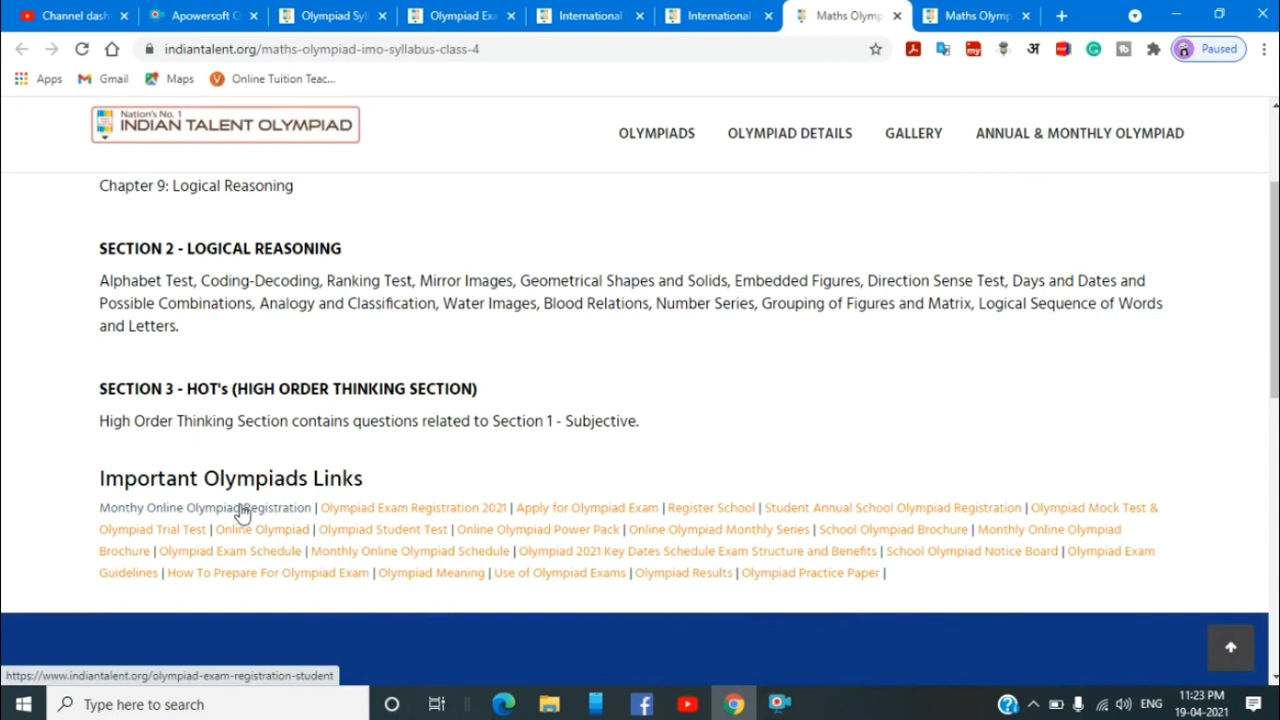 Channel dash
Apowersoft O
Olympiad Syl
Olympiad Exa
International
International
Maths Olymp
Maths Olymp
indiantalent.org/maths-olympiad-imo-syllabus-class-4
Paused
Apps
Gmail
Maps
Online Tuition Teac...
Nation's No. 1
INDIAN TALENT OLYMPIAD
OLYMPIADS
OLYMPIAD DETAILS
GALLERY
ANNUAL & MONTHLY OLYMPIAD
Chapter 9: Logical Reasoning
SECTION 2 - LOGICAL REASONING
Alphabet Test, Coding-Decoding, Ranking Test, Mirror Images, Geometrical Shapes and Solids, Embedded Figures, Direction Sense Test, Days and Dates and
Possible Combinations, Analogy and Classification, Water Images, Blood Relations, Number Series, Grouping of Figures and Matrix, Logical Sequence of Words
and Letters.
SECTION 3 - HOT's (HIGH ORDER THINKING SECTION)
High Order Thinking Section contains questions related to Section 1 - Subjective.
Important Olympiads Links
Monthy Online Olympiad Registration | Olympiad Exam Registration 2021 | Apply for Olympiad Exam | Register School | Student Annual School Olympiad Registration | Olympiad Mock Test &
Olympiad Trial Test | Online Olympiad | Olympiad Student Test | Online Olympiad Power Pack | Online Olympiad Monthly Series | School Olympiad Brochure | Monthly Online Olympiad
Brochure | Olympiad Exam Schedule | Monthly Online Olympiad Schedule | Olympiad 2021 Key Dates Schedule Exam Structure and Benefits | School Olympiad Notice Board | Olympiad Exam
Guidelines | How To Prepare For Olympiad Exam | Olympiad Meaning | Use of Olympiad Exams | Olympiad Results | Olympiad Practice Paper |
https://www.indiantalent.org/olympiad-exam-registration-student
Type here to search
ENG
11:23 PM
19-04-2021